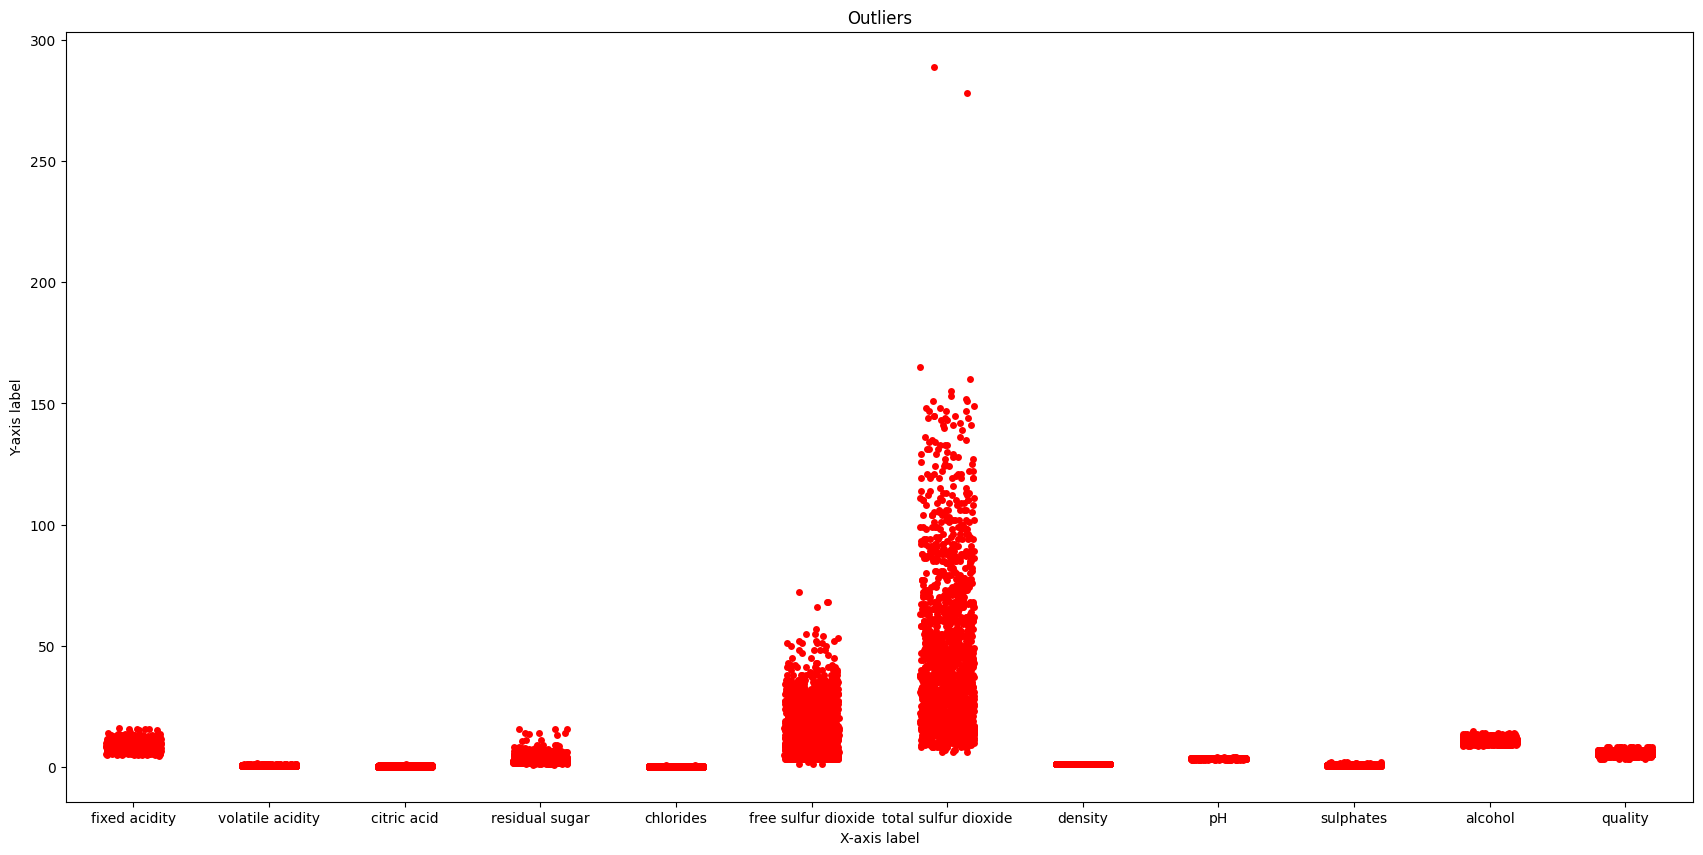 Outliers
300
250
200
150
100
50
0
Y-axis label
fixed acidity volatile acidity citric acid residual sugar chlorides free sulfur dioxide total sulfur dioxide density pH sulphates alcohol quality
X-axis label